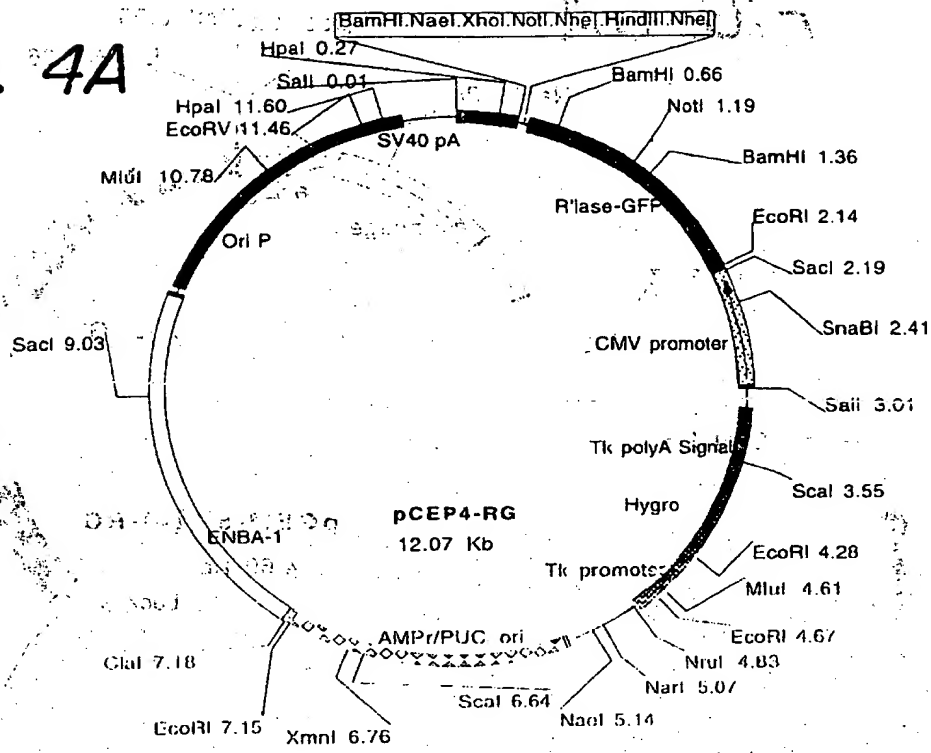 4A
BamHI.NaeI.XhoI.NotI.NheI.HindIII.NheI
HpaI 0.27
SalI 0.01
BamHI 0.66
HpaI 11.60
NotI 1.19
EcoRV 11.46
SV40 pA
BamHI 1.36
MluI 10.78
R'lase-GFP
EcoRI 2.14
Ori P
SacI 2.19
SnaBI 2.41
SacI 9.03
CMV promoter
SalI 3.01
Tk polyA Signal
ScaI 3.55
Hygro
pCEP4-RG
12.07 Kb
ENBA-1
EcoRI 4.28
Tk promoter
MluI 4.61
EcoRI 4.67
AMPr/PUC ori
NruI 4.83
ClaI 7.18
NarI 5.07
ScaI 6.64
NaeI 5.14
EcoRI 7.15
XmnI 6.76